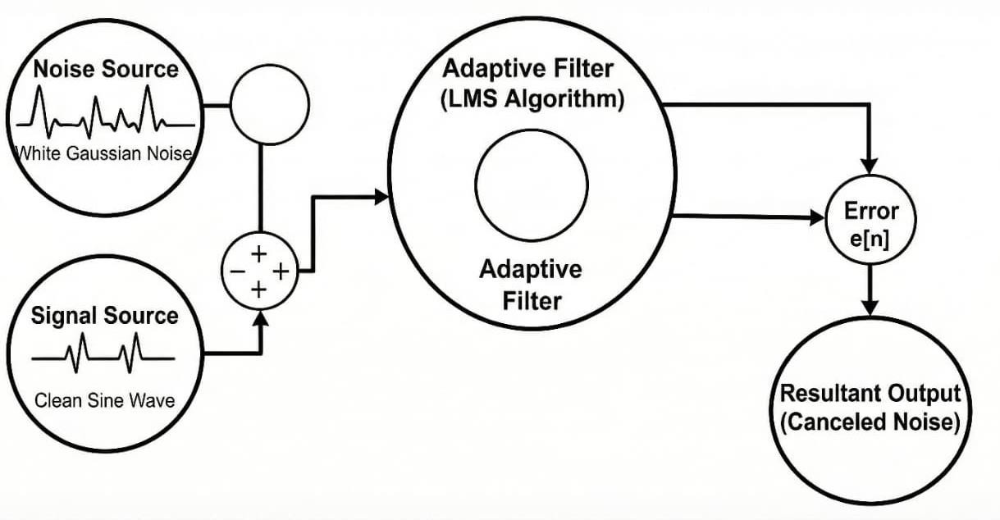 Noise Source
White Gaussian Noise
+
− +
+
Signal Source
Clean Sine Wave
Adaptive Filter
(LMS Algorithm)
Adaptive
Filter
Error
e[n]
Resultant Output
(Canceled Noise)